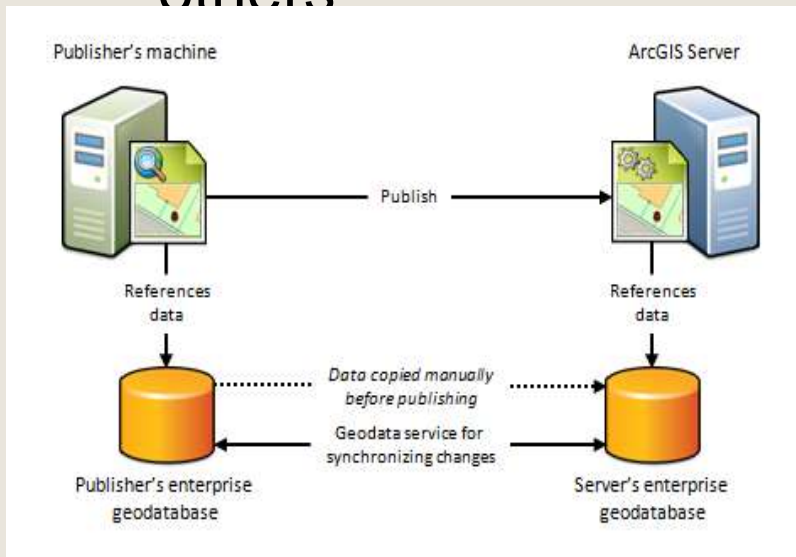 others
Publisher's machine
ArcGIS Server
Publish
References
data
References
data
Data copied manually
before publishing
Geodata service for
synchronizing changes
Publisher's enterprise
geodatabase
Server's enterprise
geodatabase